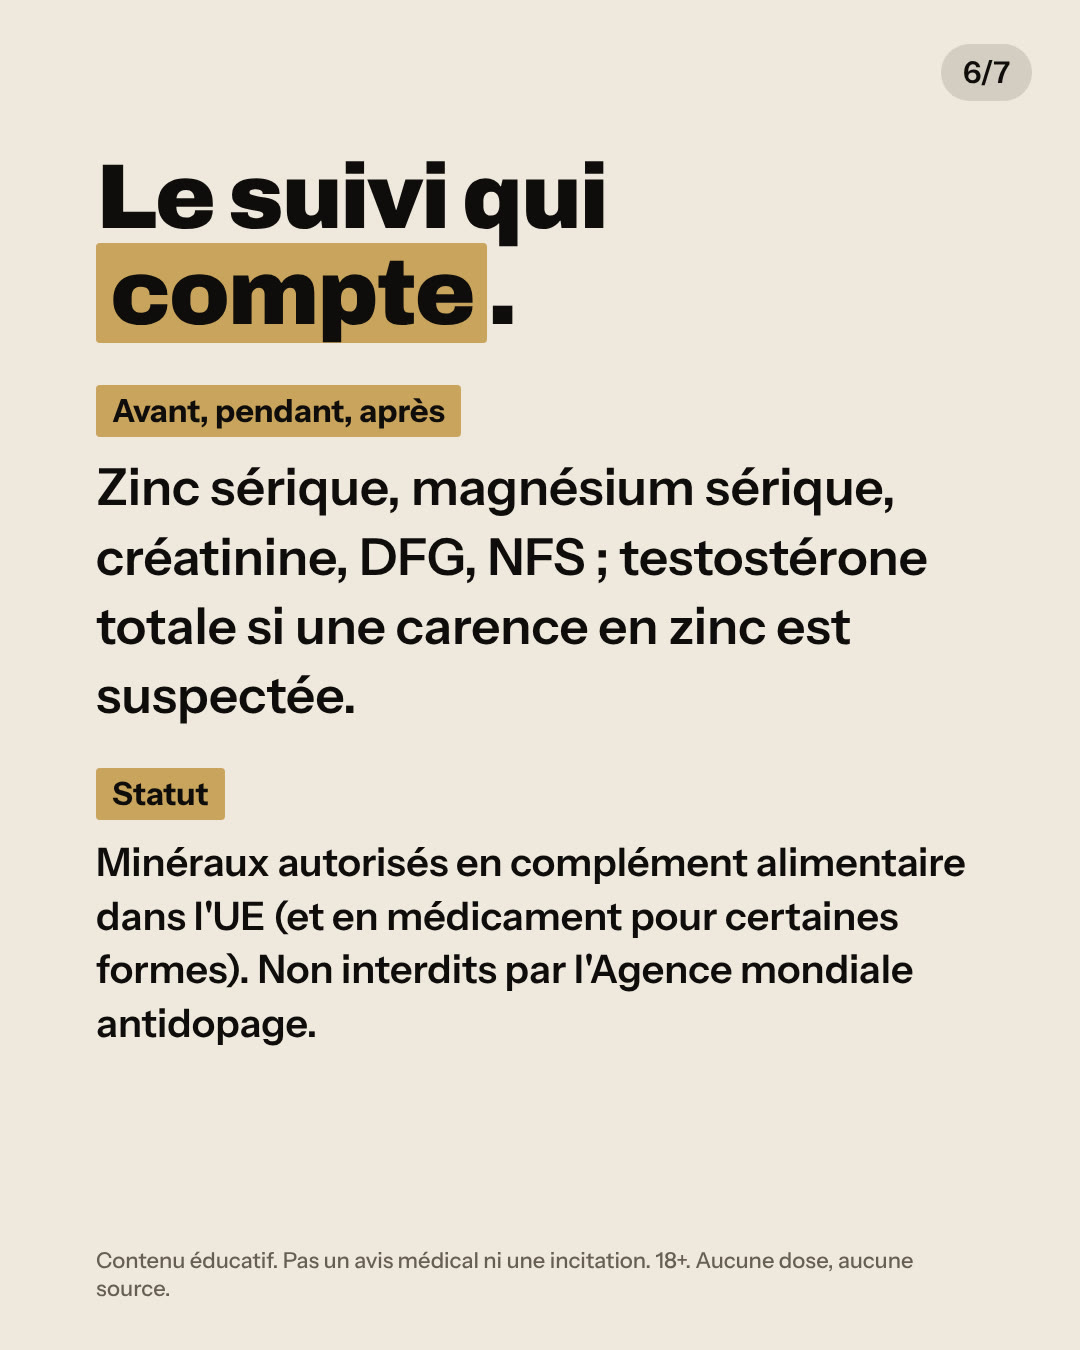 6/7
Le suivi qui
compte.
Avant, pendant, après
Zinc sérique, magnésium sérique,
créatinine, DFG, NFS ; testostérone
totale si une carence en zinc est
suspectée.
Statut
Minéraux autorisés en complément alimentaire
dans l'UE (et en médicament pour certaines
formes). Non interdits par l'Agence mondiale
antidopage.
Contenu éducatif. Pas un avis médical ni une incitation. 18+. Aucune dose, aucune
source.